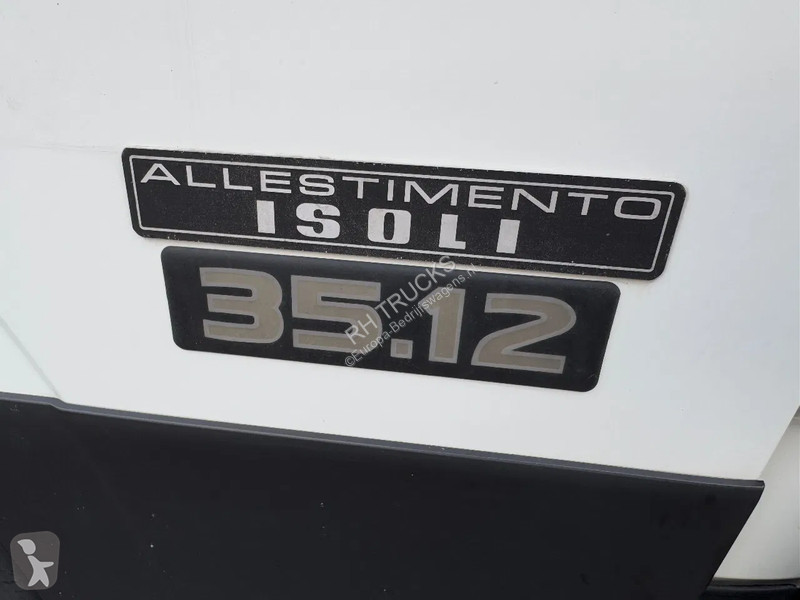 ALLESTIMENTO
ISOLI
35.12
RH TRUCKS
©Europa-Bedrijfswagens.nl